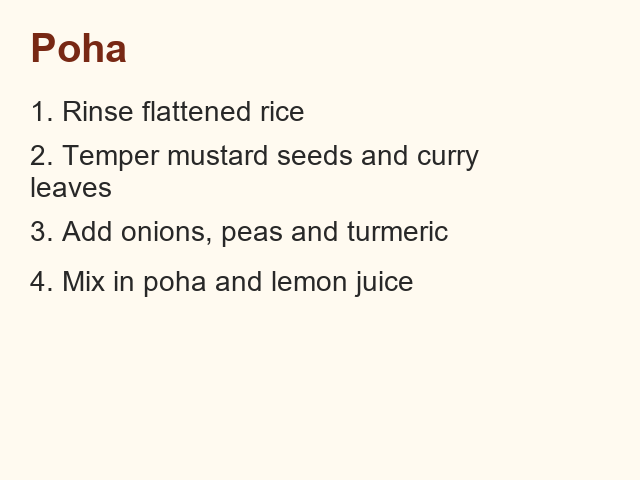 Poha
1. Rinse flattened rice
2. Temper mustard seeds and curry
leaves
3. Add onions, peas and turmeric
4. Mix in poha and lemon juice